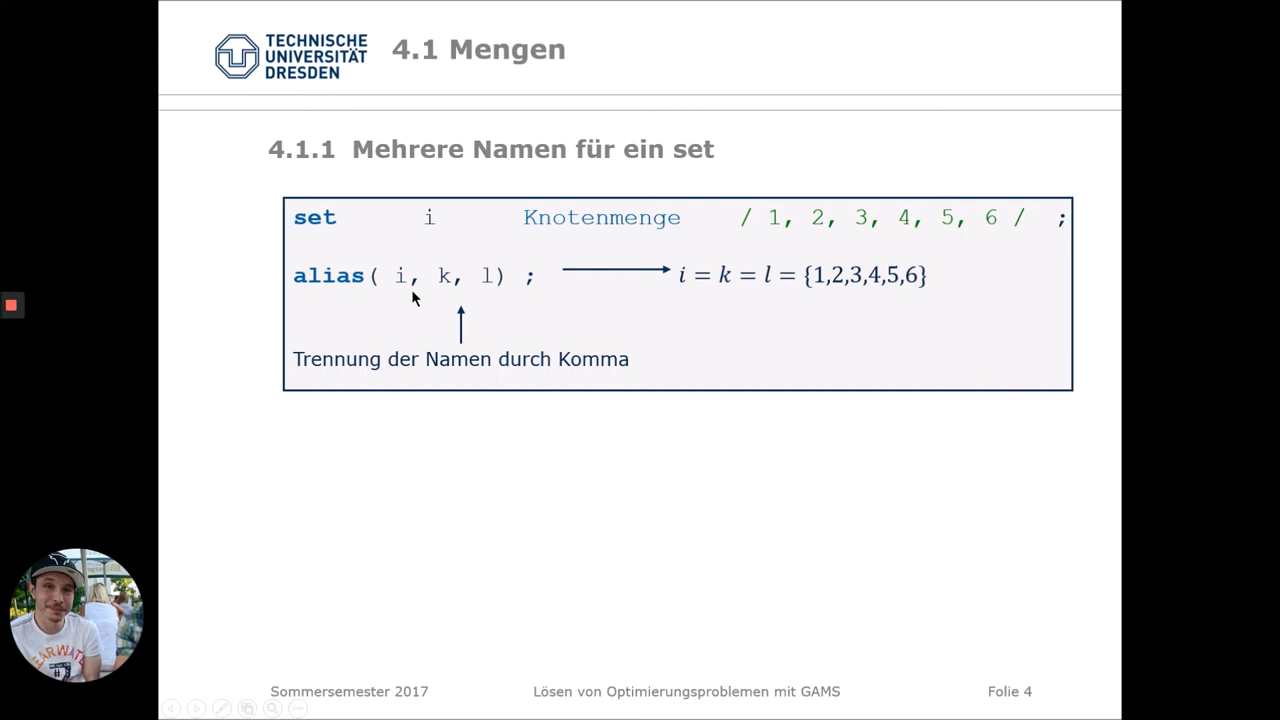 TECHNISCHE
UNIVERSITÄT
DRESDEN
4.1 Mengen
4.1.1 Mehrere Namen für ein set
set i Knotenmenge / 1, 2, 3, 4, 5, 6 / ;
alias( i, k, l) ; i = k = l = {1,2,3,4,5,6}
Trennung der Namen durch Komma
Sommersemester 2017 Lösen von Optimierungsproblemen mit GAMS Folie 4